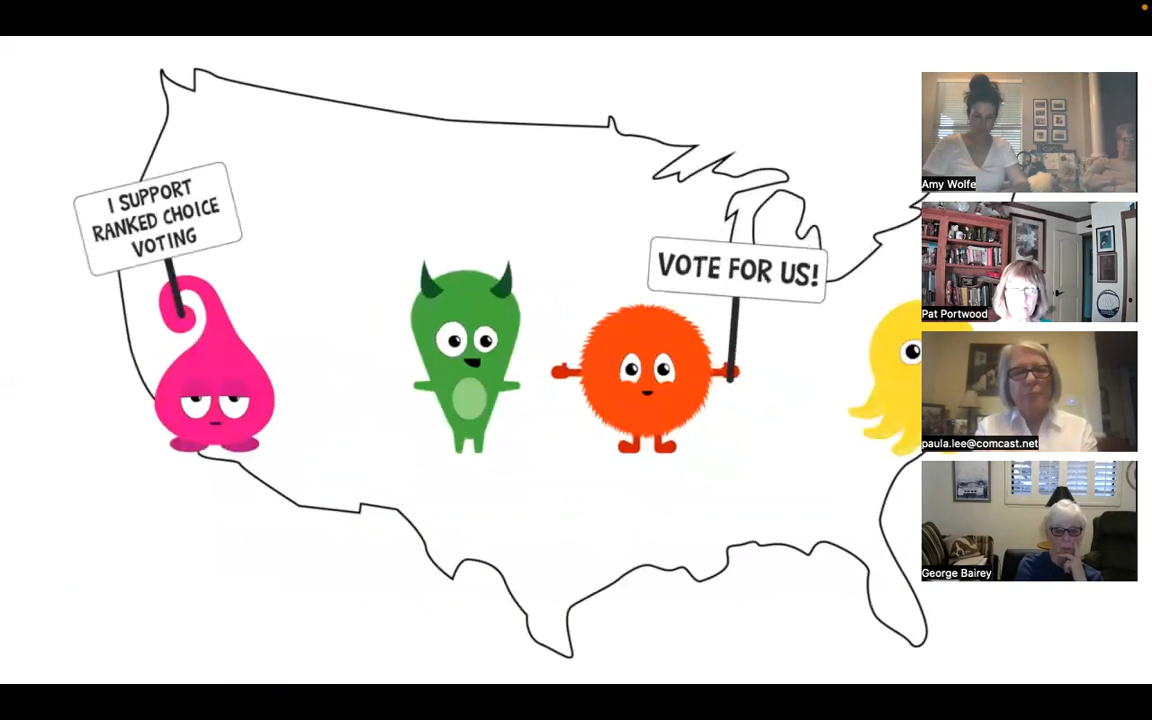 I SUPPORT
RANKED CHOICE
VOTING
VOTE FOR US!
Amy Wolfe
Pat Portwood
paula.lee@comcast.net
George Bairey